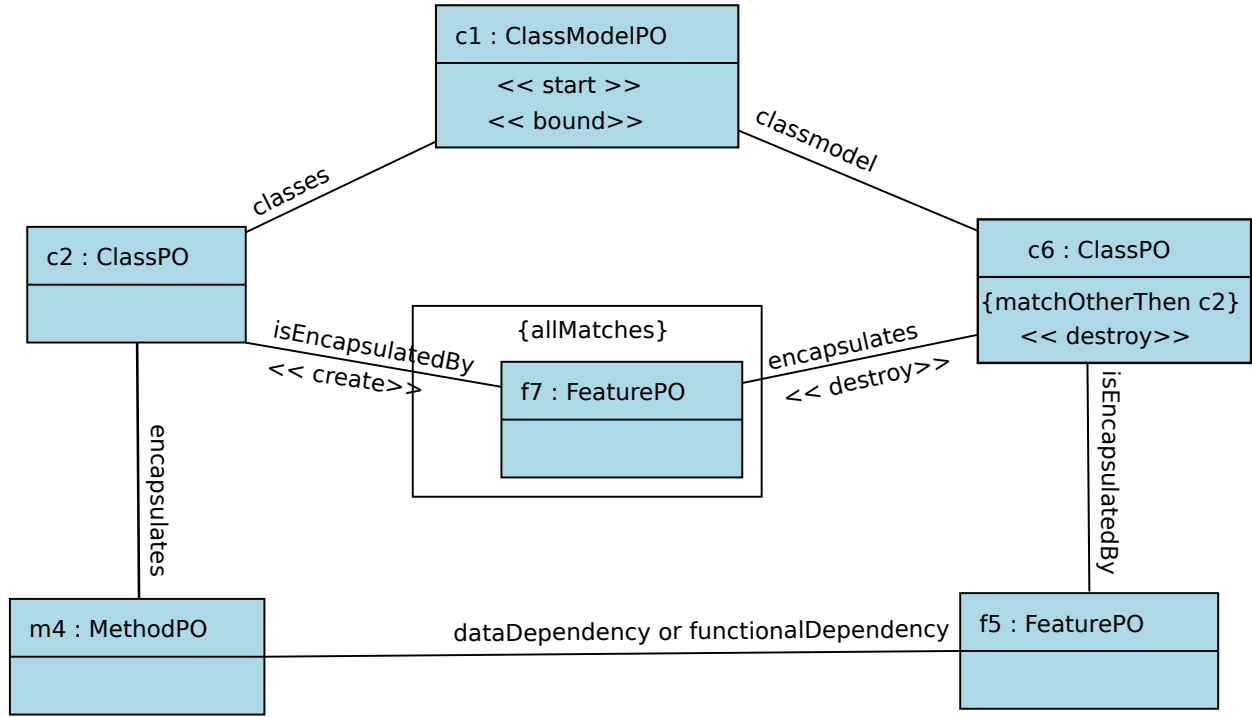 c1 : ClassModelPO
<< start >>
<< bound>>
classes
classmodel
c2 : ClassPO
c6 : ClassPO
{matchOtherThen c2}
<< destroy>>
isEncapsulatedBy
<< create>>
{allMatches}
f7 : FeaturePO
encapsulates
<< destroy>>
encapsulates
isEncapsulatedBy
m4 : MethodPO
dataDependency or functionalDependency
f5 : FeaturePO